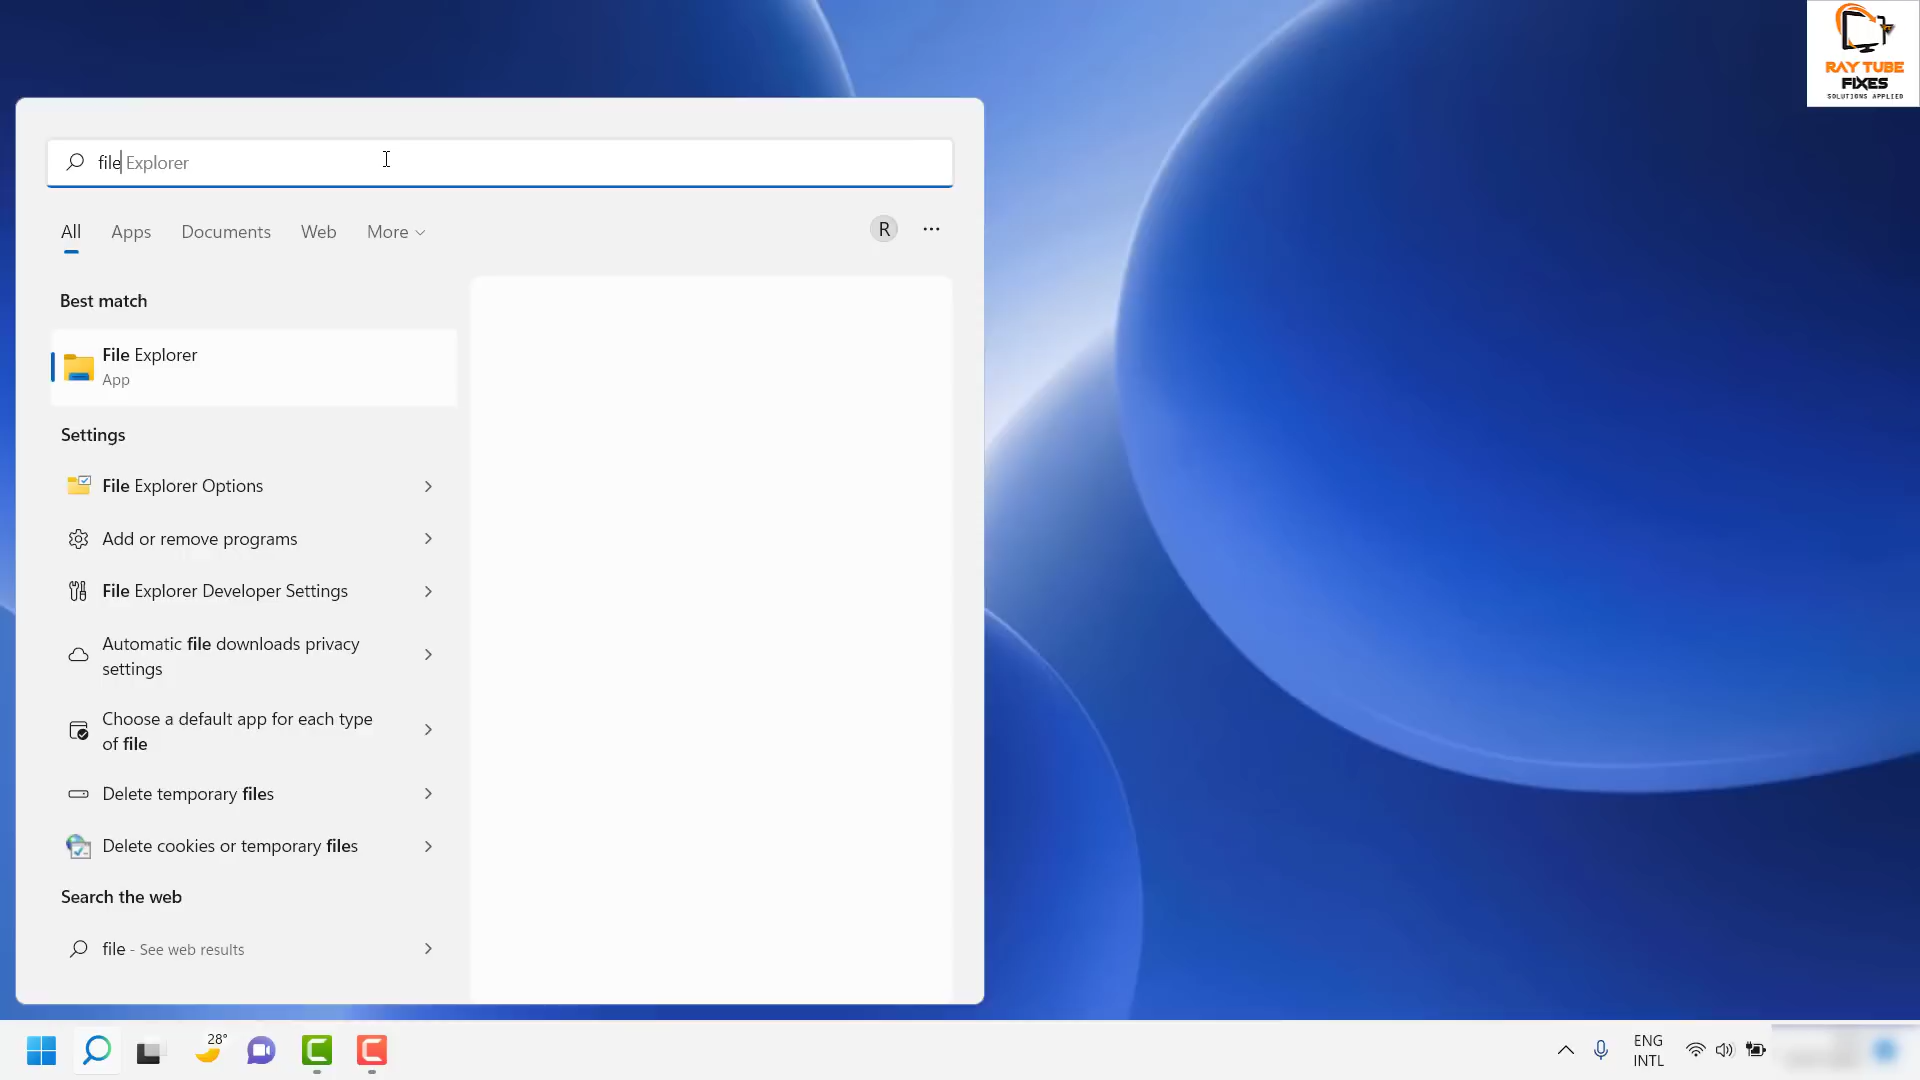 RAY TUBE
FIXES
SOLUTIONS APPLIED
file Explorer
All Apps Documents Web More
R
Best match
File Explorer
App
Settings
File Explorer Options
Add or remove programs
File Explorer Developer Settings
Automatic file downloads privacy
settings
Choose a default app for each type
of file
Delete temporary files
Delete cookies or temporary files
Search the web
file - See web results
28°
ENG
INTL